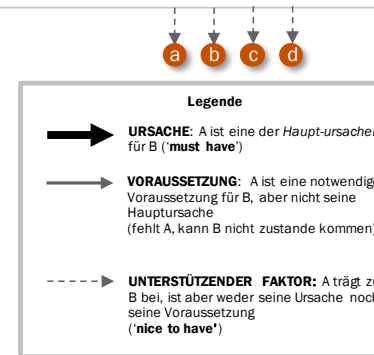 a b c d
Legende
URSACHE: A ist eine der Haupt-ursachen
für B ('must have')
VORAUSSETZUNG: A ist eine notwendige
Voraussetzung für B, aber nicht seine
Hauptursache
(fehlt A, kann B nicht zustande kommen)
UNTERSTÜTZENDER FAKTOR: A trägt zu
B bei, ist aber weder seine Ursache noch
seine Voraussetzung
('nice to have')